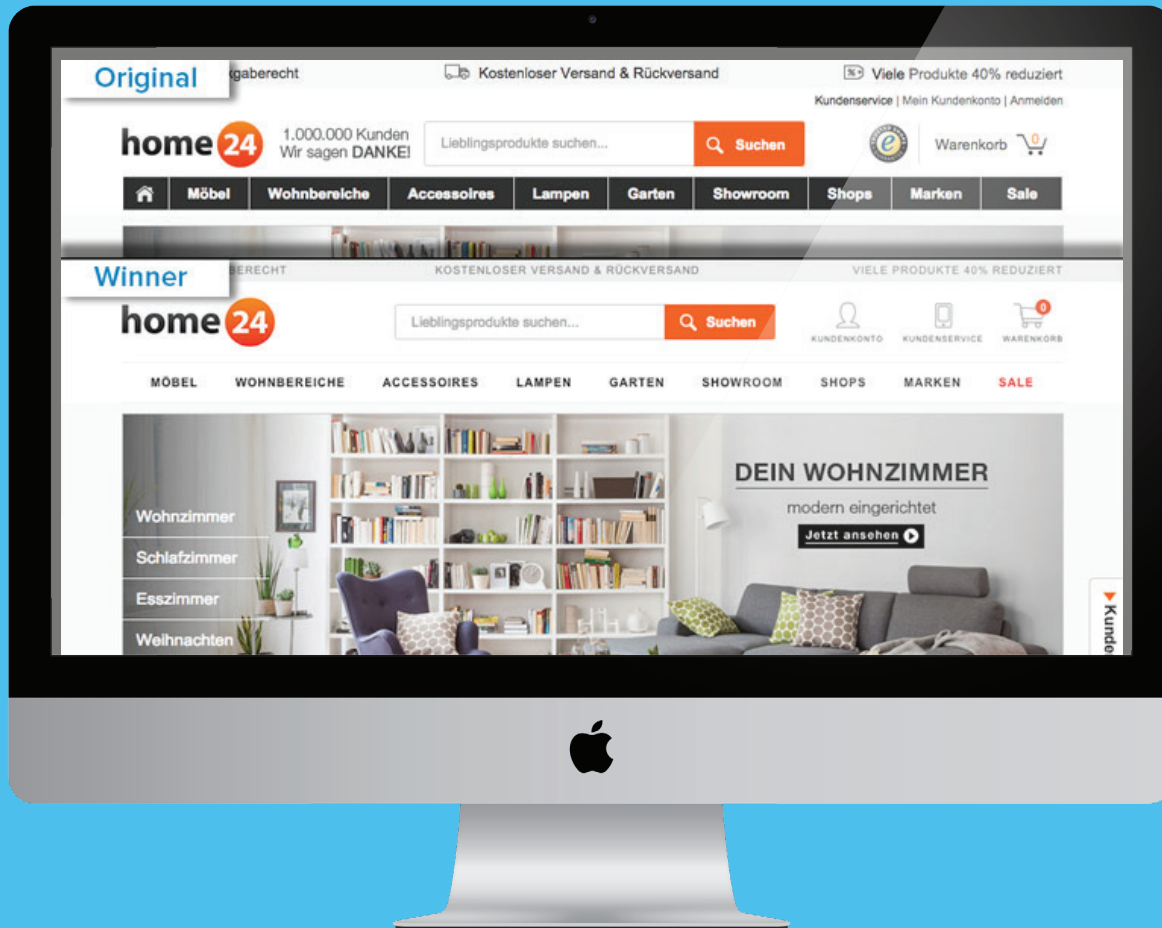 Original
Kostenloser Versand & Rückversand
Viele Produkte 40% reduziert
Kundenservice | Mein Kundenkonto | Anmelden
home 24
1.000.000 Kunden
Wir sagen DANKE!
Lieblingsprodukte suchen...
Suchen
e
Warenkorb 0
Möbel Wohnbereiche Accessoires Lampen Garten Showroom Shops Marken Sale
Winner
KOSTENLOSER VERSAND & RÜCKVERSAND
VIELE PRODUKTE 40% REDUZIERT
home 24
Lieblingsprodukte suchen...
Suchen
0
KUNDENKONTO KUNDENSERVICE WARENKORB
MÖBEL WOHNBEREICHE ACCESSOIRES LAMPEN GARTEN SHOWROOM SHOPS MARKEN SALE
DEIN WOHNZIMMER
modern eingerichtet
Jetzt ansehen
Wohnzimmer
Schlafzimmer
Esszimmer
Weihnachten